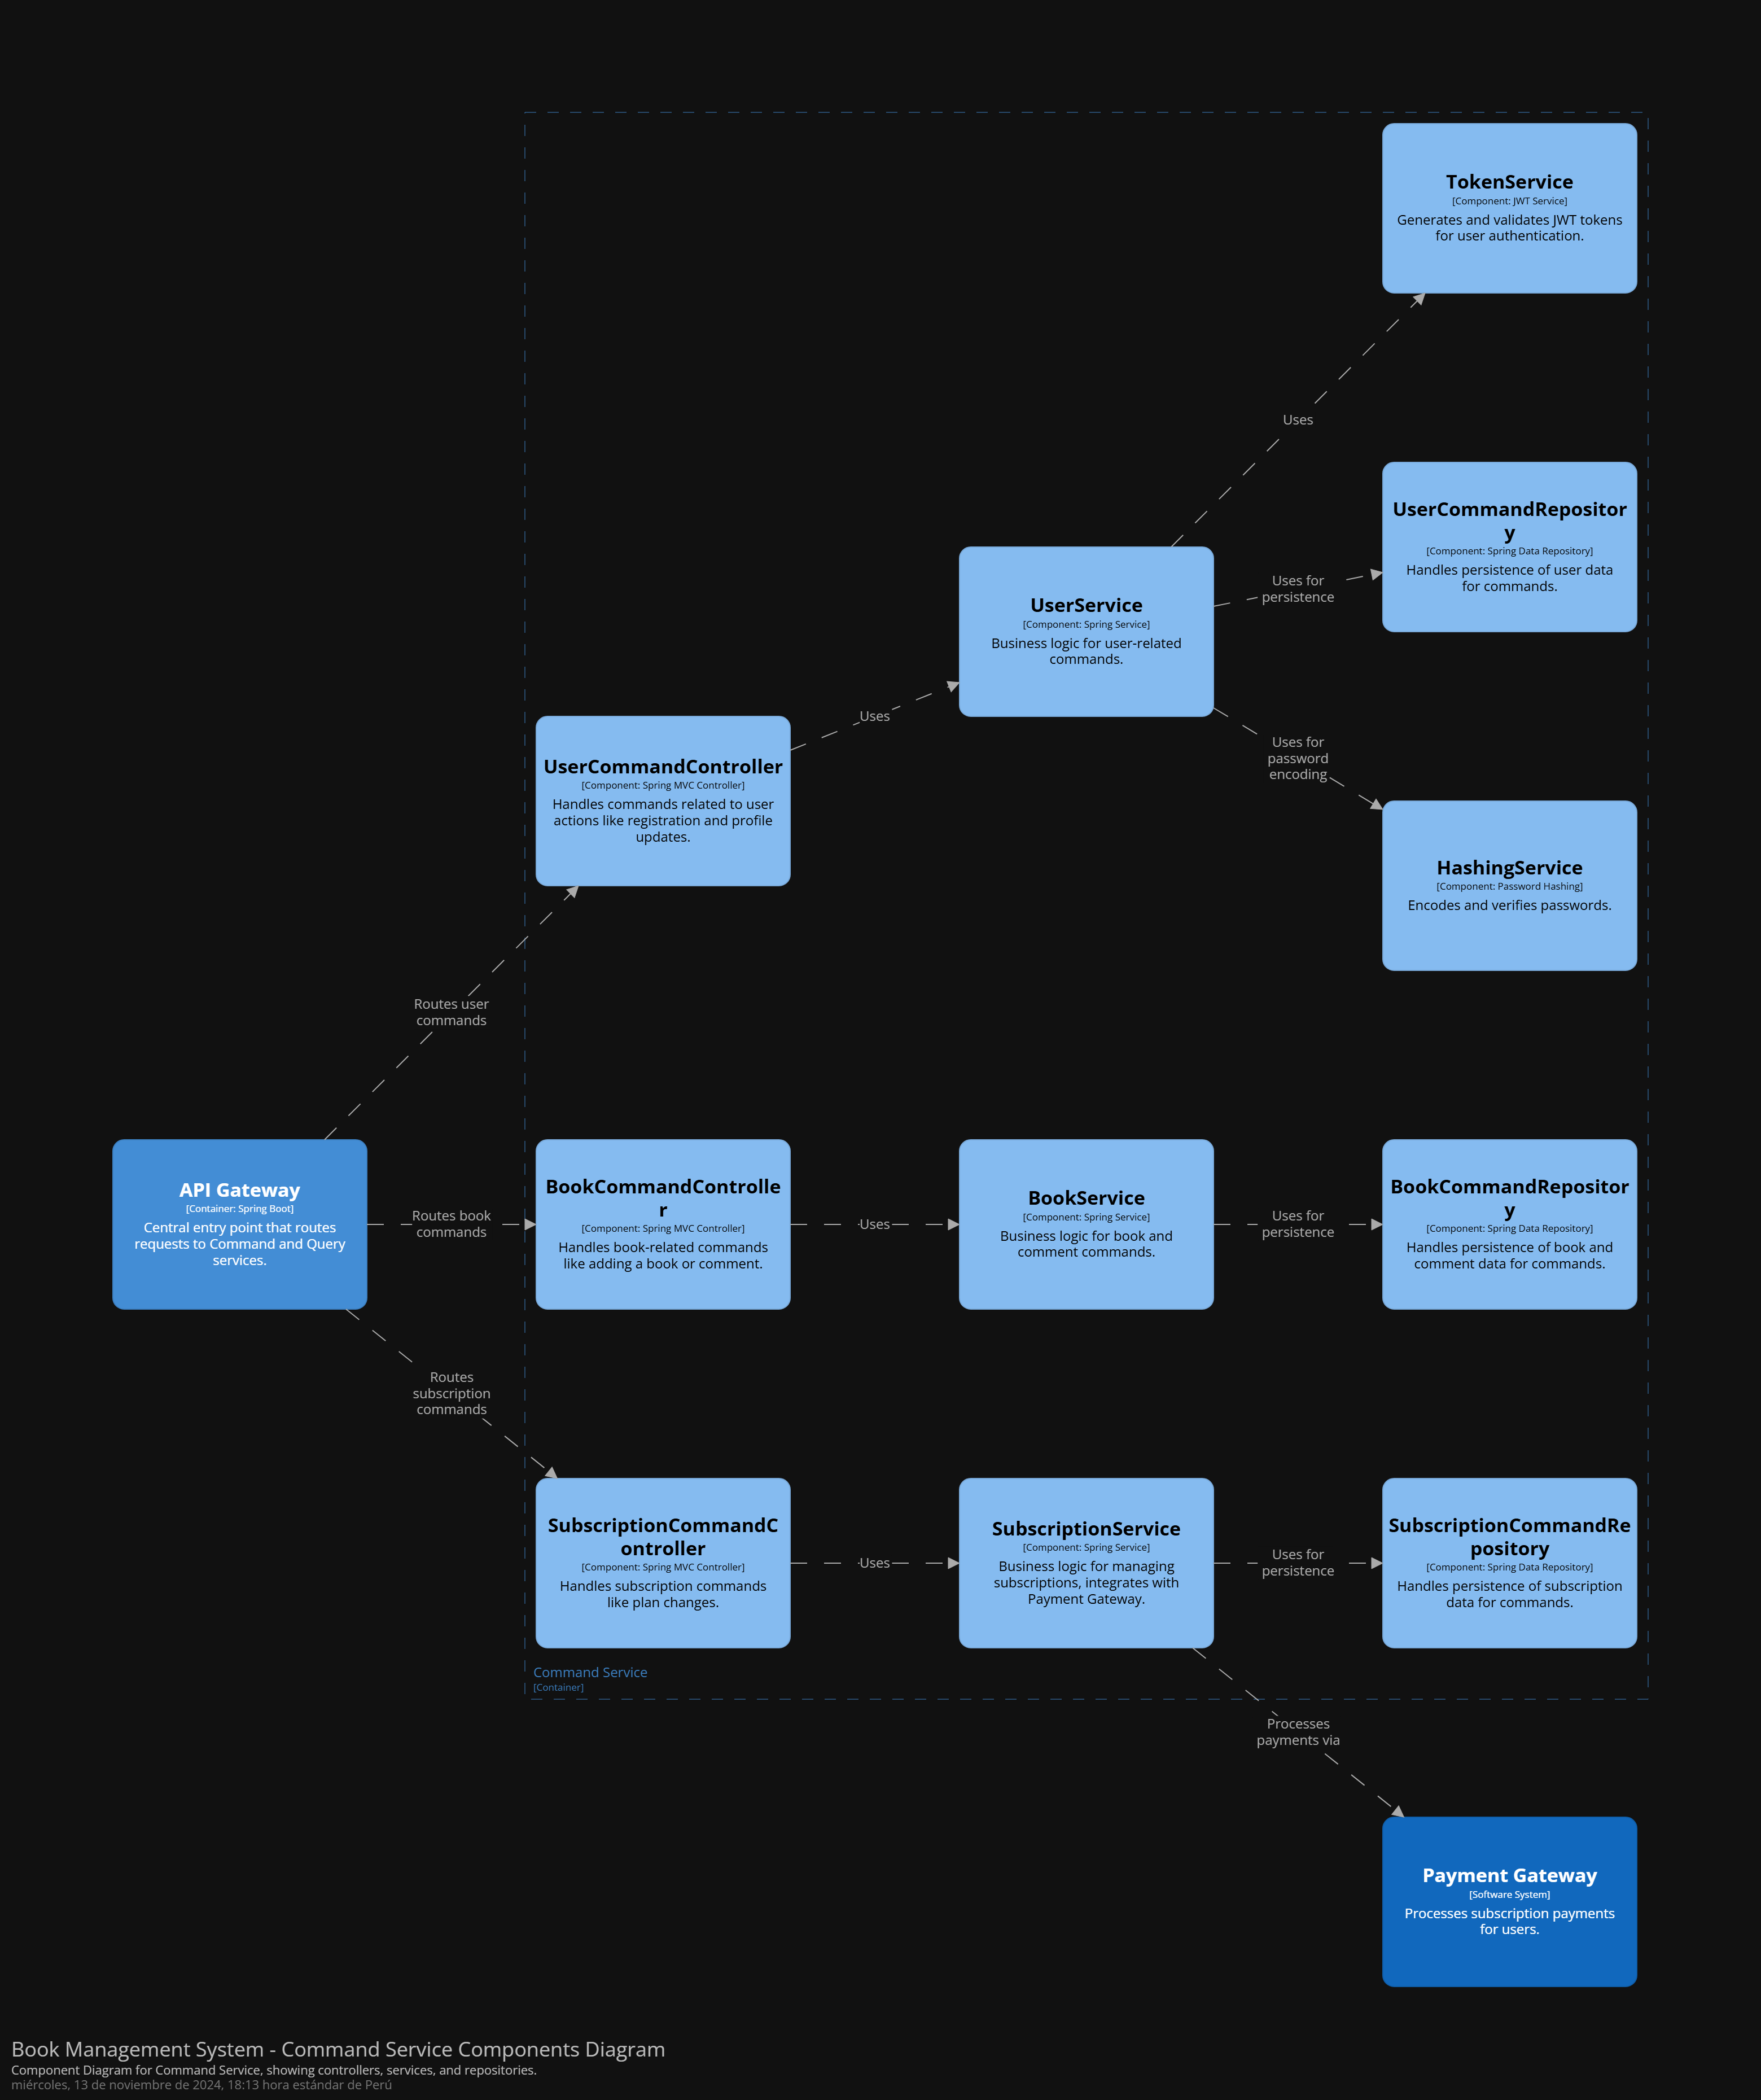 TokenService
[Component: JWT Service]
Generates and validates JWT tokens
for user authentication.
Uses
UserCommandRepositor
y
[Component: Spring Data Repository]
Handles persistence of user data
for commands.
Uses for
persistence
UserService
[Component: Spring Service]
Business logic for user-related
commands.
Uses
Uses for
password
encoding
UserCommandController
[Component: Spring MVC Controller]
Handles commands related to user
actions like registration and profile
updates.
HashingService
[Component: Password Hashing]
Encodes and verifies passwords.
Routes user
commands
API Gateway
[Container: Spring Boot]
Central entry point that routes
requests to Command and Query
services.
Routes book
commands
BookCommandControlle
r
[Component: Spring MVC Controller]
Handles book-related commands
like adding a book or comment.
Uses
BookService
[Component: Spring Service]
Business logic for book and
comment commands.
Uses for
persistence
BookCommandRepositor
y
[Component: Spring Data Repository]
Handles persistence of book and
comment data for commands.
Routes
subscription
commands
SubscriptionCommandC
ontroller
[Component: Spring MVC Controller]
Handles subscription commands
like plan changes.
Uses
SubscriptionService
[Component: Spring Service]
Business logic for managing
subscriptions, integrates with
Payment Gateway.
Uses for
persistence
SubscriptionCommandRe
pository
[Component: Spring Data Repository]
Handles persistence of subscription
data for commands.
Command Service
[Container]
Processes
payments via
Payment Gateway
[Software System]
Processes subscription payments
for users.
Book Management System - Command Service Components Diagram
Component Diagram for Command Service, showing controllers, services, and repositories.
miércoles, 13 de noviembre de 2024, 18:13 hora estándar de Perú